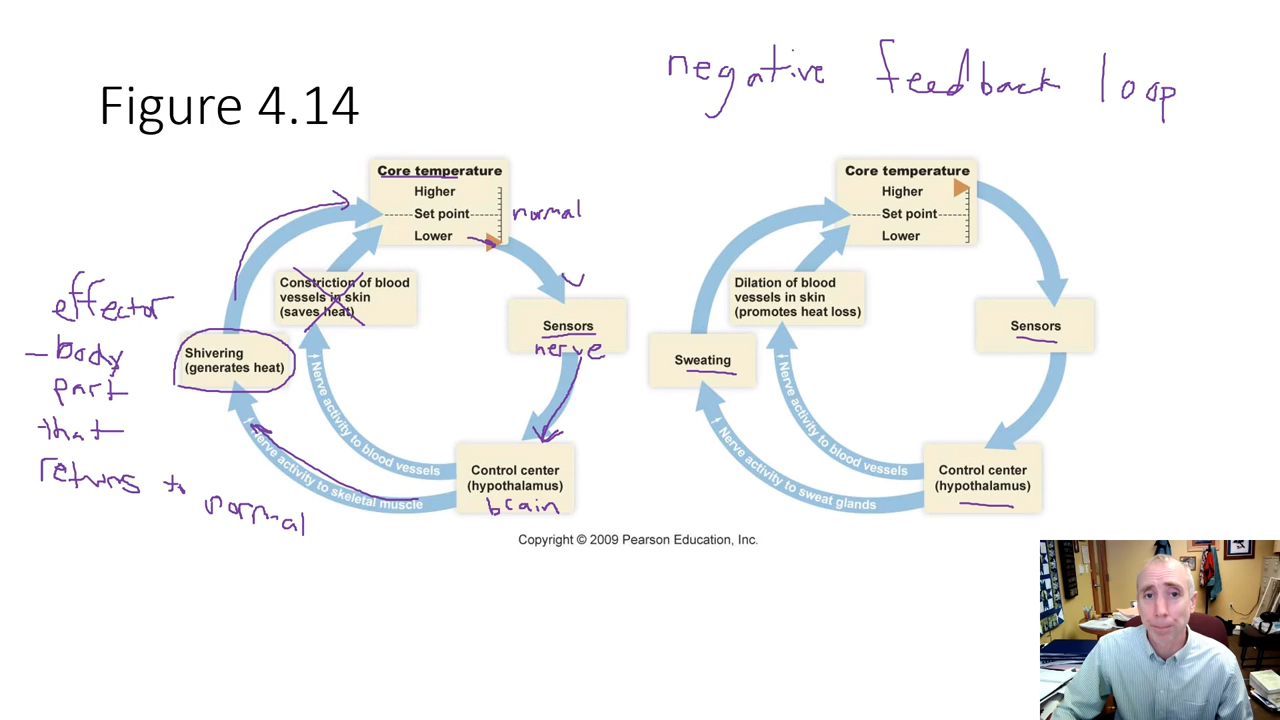 negative feedback loop
Figure 4.14
Core temperature
Higher
Set point
Lower
normal
Constriction of blood
vessels in skin
(saves heat)
Sensors
nerve
effector
- body
part
that
returns to
normal
Shivering
(generates heat)
↑ Nerve activity to blood vessels
↑ Nerve activity to skeletal muscle
Control center
(hypothalamus)
brain
Core temperature
Higher
Set point
Lower
Dilation of blood
vessels in skin
(promotes heat loss)
Sensors
Sweating
↑ Nerve activity to blood vessels
↑ Nerve activity to sweat glands
Control center
(hypothalamus)
Copyright © 2009 Pearson Education, Inc.